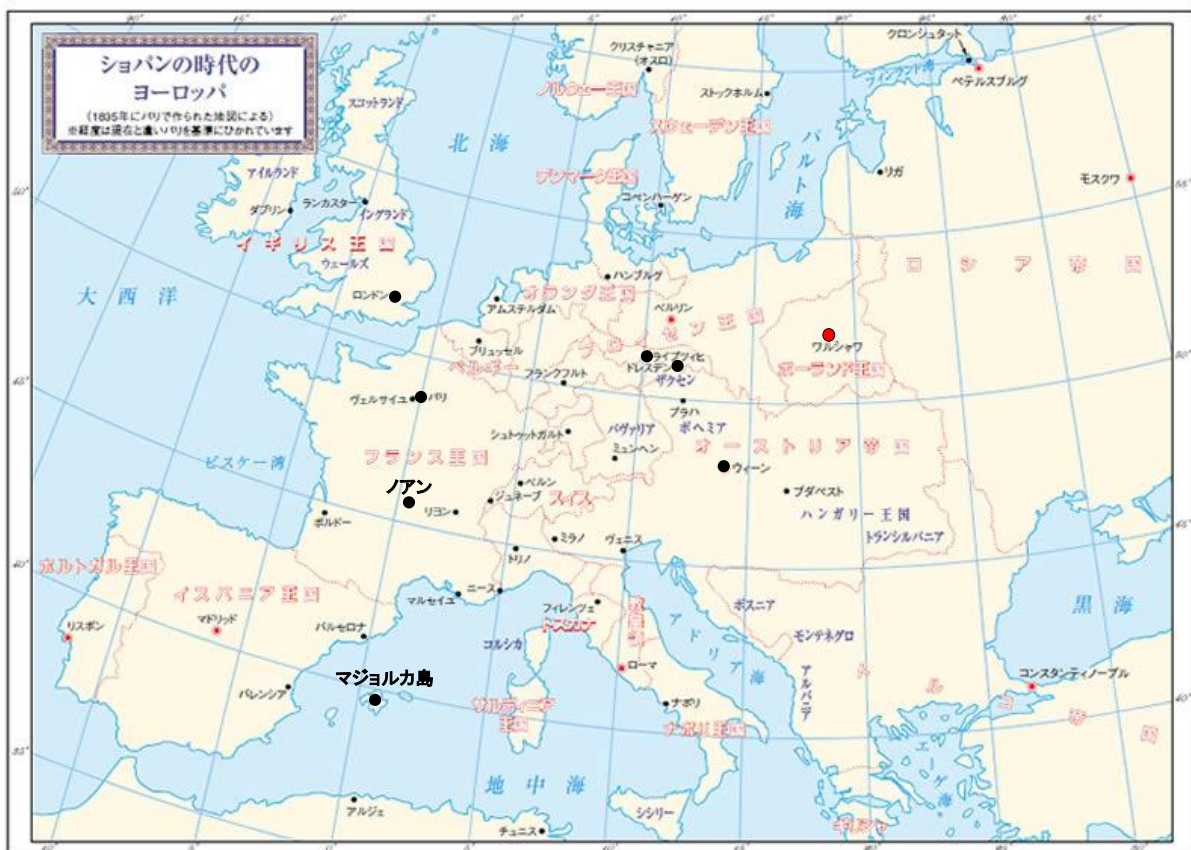 ショパンの時代の
ヨーロッパ
(1835年にパリで作られた地図による)
※経度は現在と違いパリを基準にひかれています
クロンシュタット
フィンランド湾
ペテルスブルグ
クリスチャニア
(オスロ)
ノルウェー王国
ストックホルム
スウェーデン王国
スコットランド
北海
バルト海
デンマーク王国
コペンハーゲン
リガ
モスクワ
アイルランド
ダブリン
ランカスター
イングランド
イギリス王国
ウェールズ
ロシア帝国
大西洋
ロンドン
ハンブルグ
オランダ王国
アムステルダム
ベルリン
プロイセン王国
ワルシャワ
ポーランド王国
ブリュッセル
ベルギー
ライプツィヒ
ドレスデン
ザクセン
フランクフルト
ヴェルサイユ
パリ
プラハ
ボヘミア
シュトゥットガルト
バヴァリア
ミュンヘン
オーストリア帝国
ビスケー湾
フランス王国
ウィーン
ノアン
ベルン
スイス
ブダペスト
ジュネーブ
リヨン
ハンガリー王国
トランシルバニア
ボルドー
ミラノ
ヴェニス
トリノ
ポルトガル王国
イスパニア王国
マルセイユ
ニース
フィレンツェ
トスカナ
法王領
ボスニア
黒海
リスボン
マドリッド
バルセロナ
コルシカ
アドリア海
モンテネグロ
マジョルカ島
ローマ
アルバニア
トルコ帝国
コンスタンティノープル
バレンシア
サルディニア
王国
ナポリ
ナポリ王国
エーゲ海
地中海
アルジェ
チュニス
シシリー
ギリシャ